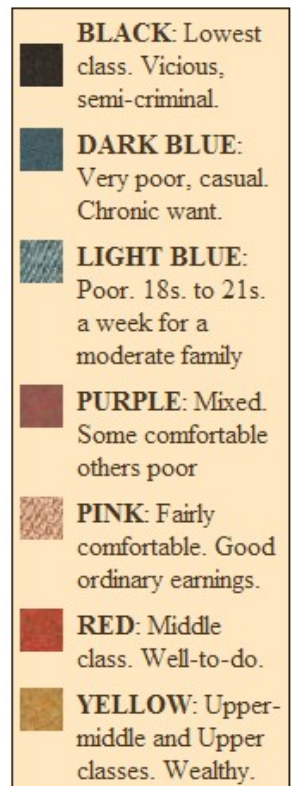 BLACK: Lowest
class. Vicious,
semi-criminal.
DARK BLUE:
Very poor, casual.
Chronic want.
LIGHT BLUE:
Poor. 18s. to 21s.
a week for a
moderate family
PURPLE: Mixed.
Some comfortable
others poor
PINK: Fairly
comfortable. Good
ordinary earnings.
RED: Middle
class. Well-to-do.
YELLOW: Upper-
middle and Upper
classes. Wealthy.